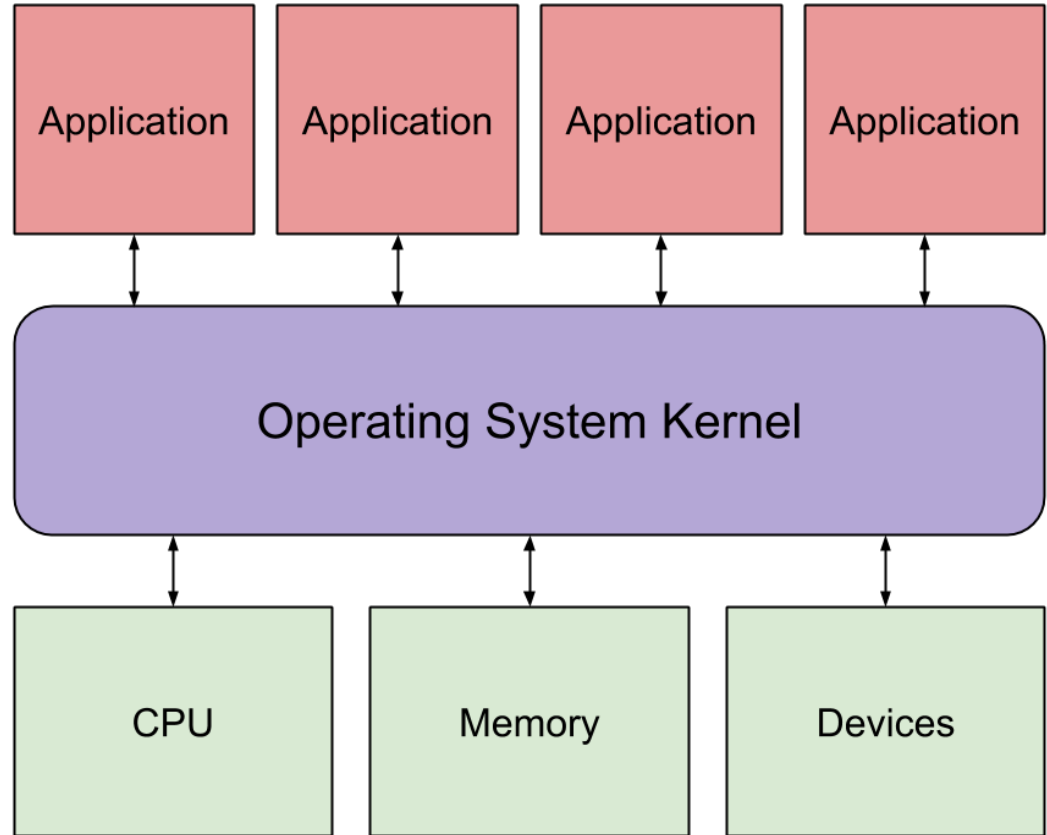 Application
Application
Application
Application
Operating System Kernel
CPU
Memory
Devices